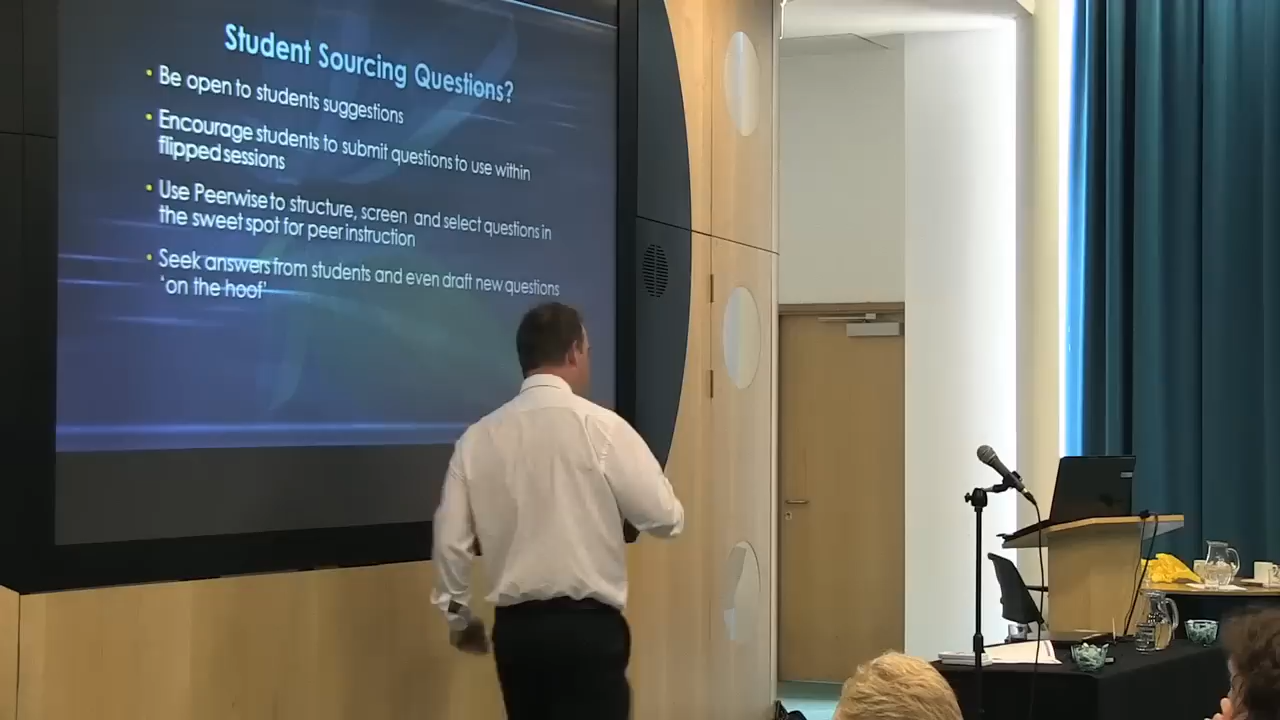 Student Sourcing Questions?
• Be open to students suggestions
• Encourage students to submit questions to use within
flipped sessions
• Use Peerwise to structure, screen and select questions in
the sweet spot for peer instruction
• Seek answers from students and even draft new questions
‘on the hoof’